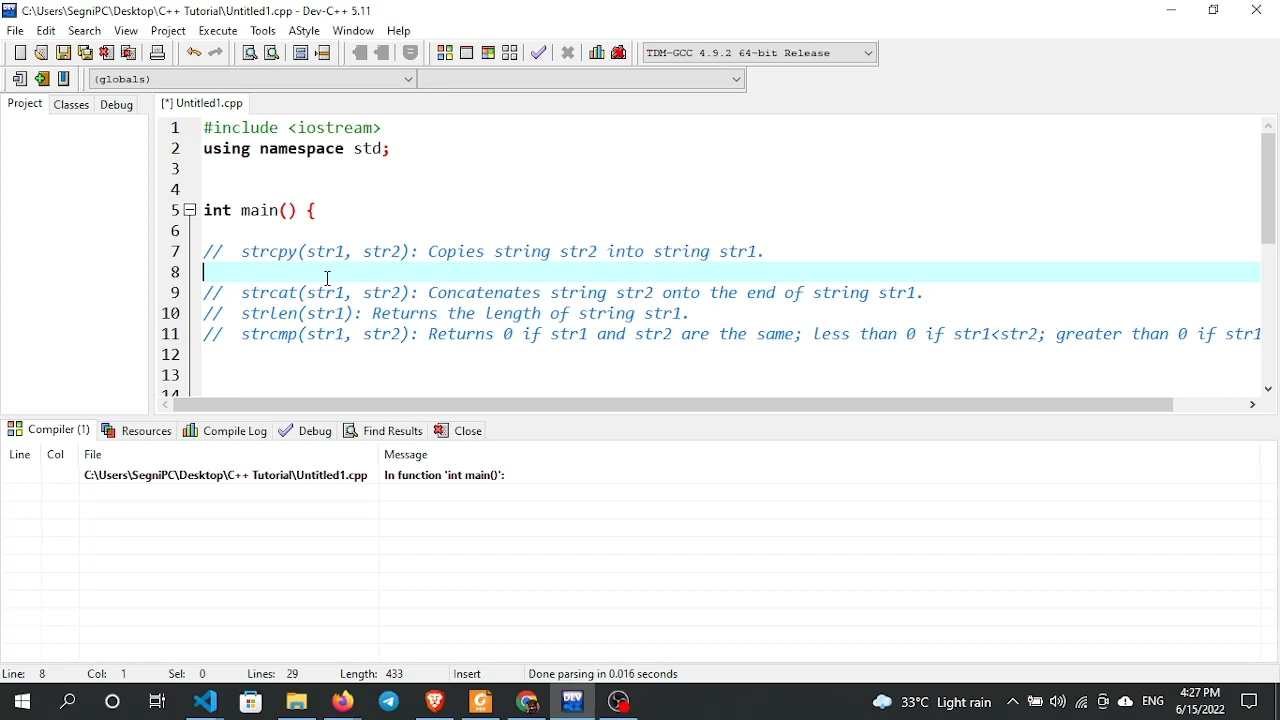 C:\Users\SegniPC\Desktop\C++ Tutorial\Untitled1.cpp - Dev-C++ 5.11
File Edit Search View Project Execute Tools AStyle Window Help
TDM-GCC 4.9.2 64-bit Release
(globals)
Project Classes Debug [*] Untitled1.cpp
1 #include <iostream>
2 using namespace std;
3
4
5 int main() {
6
7 // strcpy(str1, str2): Copies string str2 into string str1.
8
9 // strcat(str1, str2): Concatenates string str2 onto the end of string str1.
10 // strlen(str1): Returns the length of string str1.
11 // strcmp(str1, str2): Returns 0 if str1 and str2 are the same; less than 0 if str1<str2; greater than 0 if str1
12
13
14
Compiler (1) Resources Compile Log Debug Find Results Close
Line Col File Message
C:\Users\SegniPC\Desktop\C++ Tutorial\Untitled1.cpp In function 'int main()':
Line: 8 Col: 1 Sel: 0 Lines: 29 Length: 433 Insert Done parsing in 0.016 seconds
33°C Light rain ENG 4:27 PM
6/15/2022